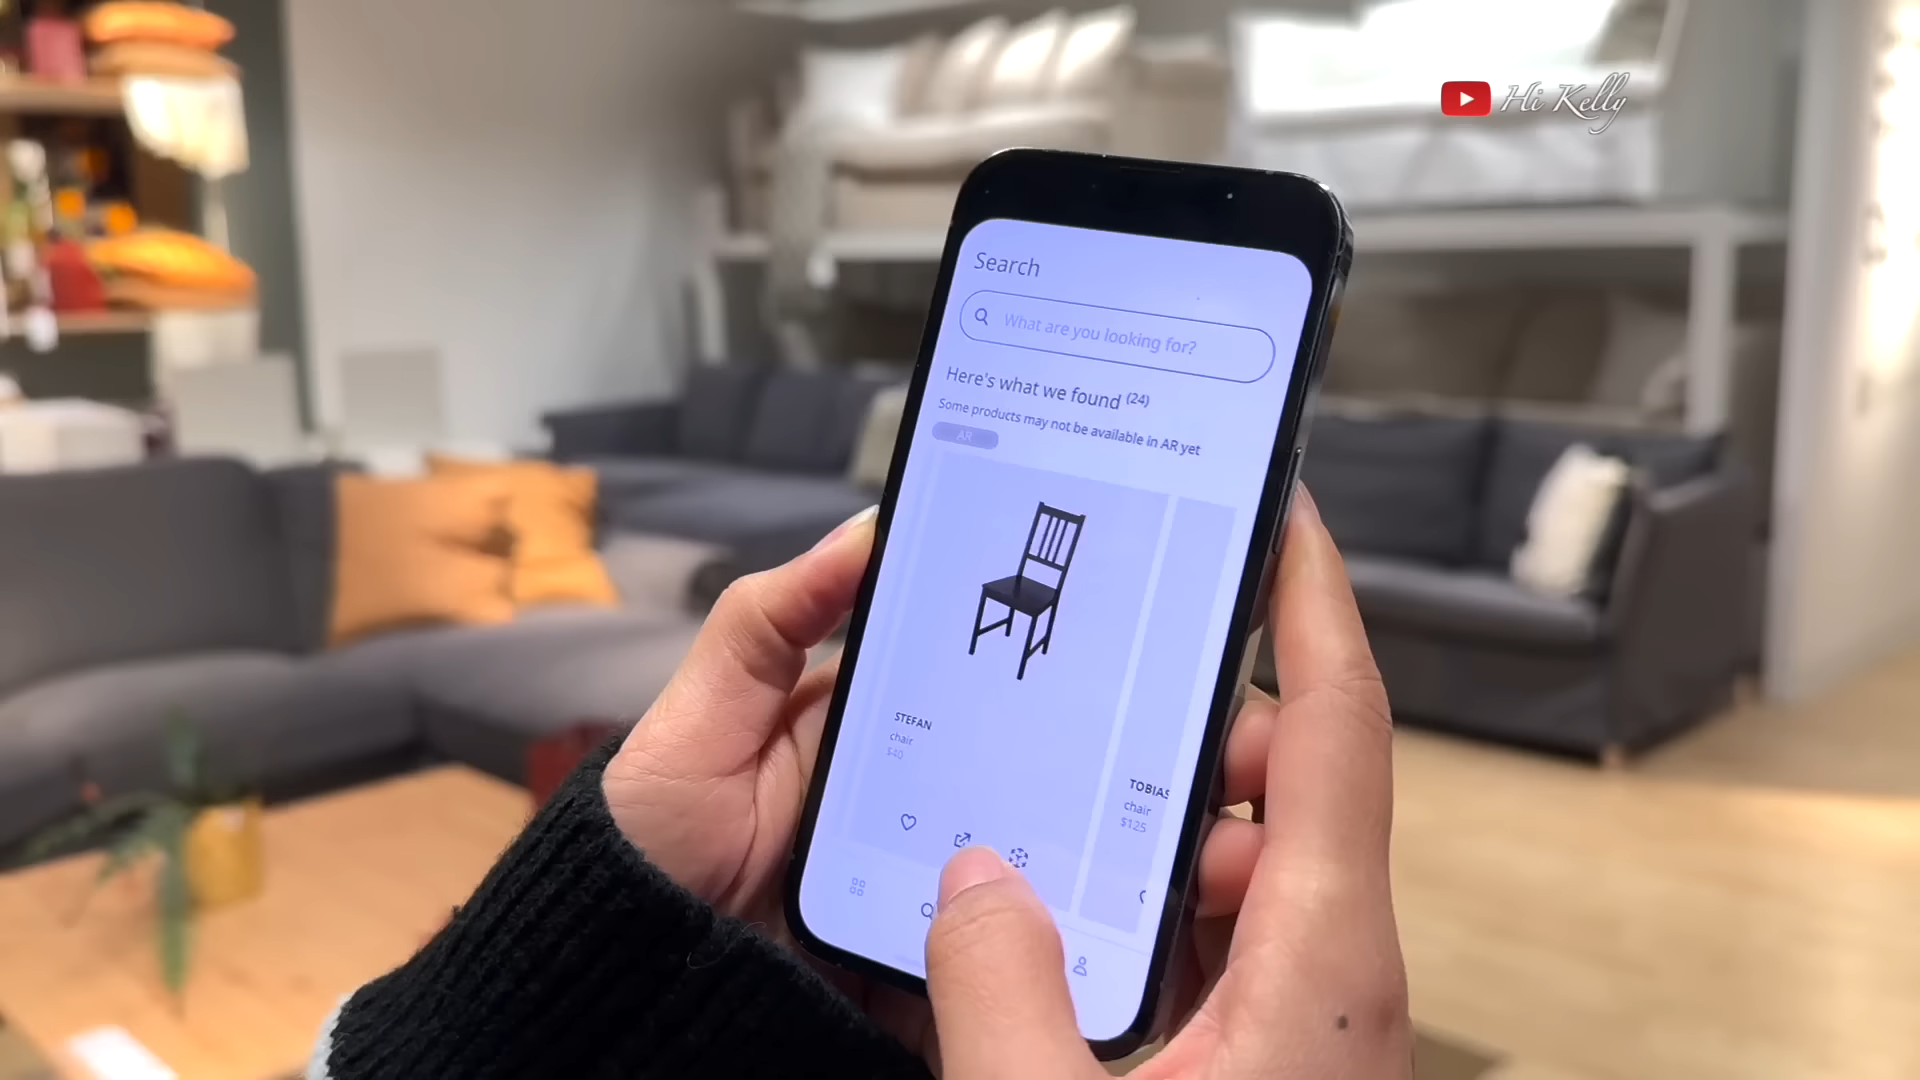 Hi Kelly
Search
What are you looking for?
Here's what we found (24)
Some products may not be available in AR yet
AR
STEFAN
chair
$40
TOBIAS
chair
$125